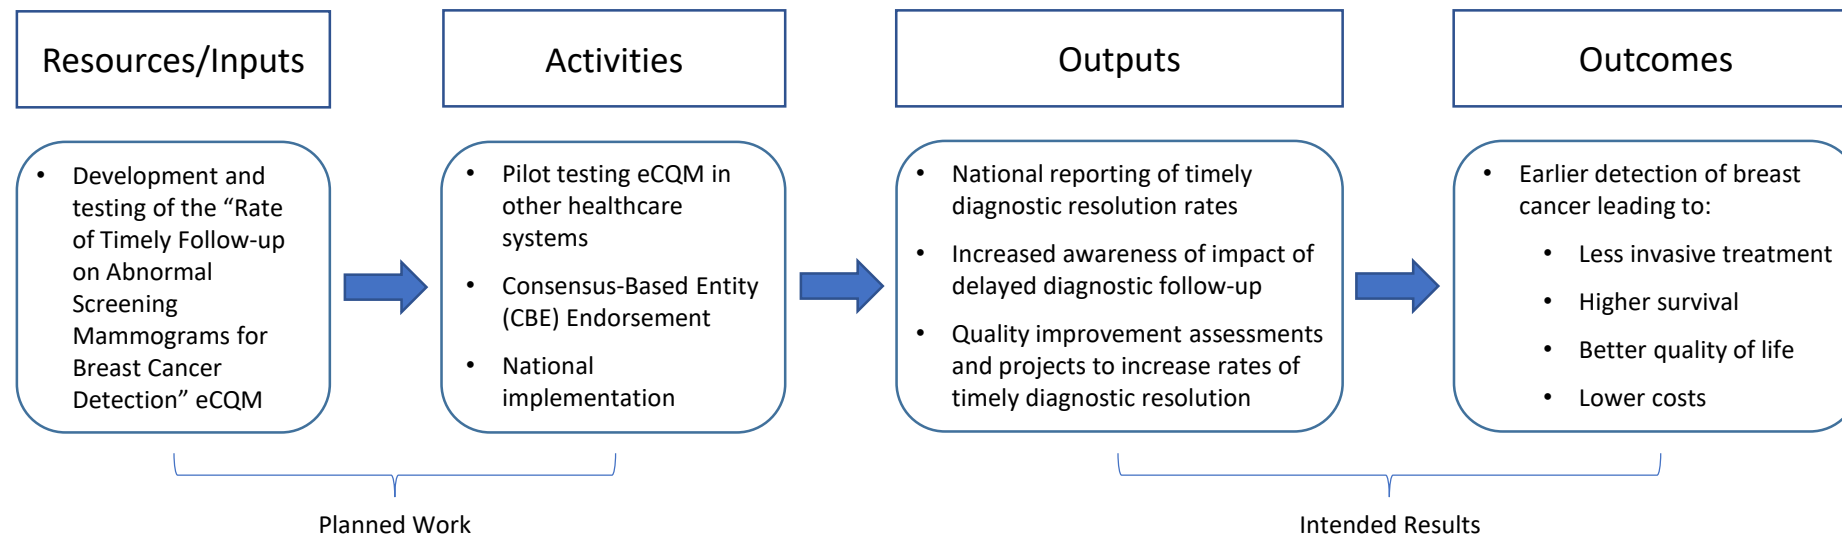 Resources/Inputs
Activities
Outputs
Outcomes
• Development and
testing of the “Rate
of Timely Follow-up
on Abnormal
Screening
Mammograms for
Breast Cancer
Detection” eCQM
• Pilot testing eCQM in
other healthcare
systems
• Consensus-Based Entity
(CBE) Endorsement
• National
implementation
• National reporting of timely
diagnostic resolution rates
• Increased awareness of impact of
delayed diagnostic follow-up
• Quality improvement assessments
and projects to increase rates of
timely diagnostic resolution
• Earlier detection of breast
cancer leading to:
• Less invasive treatment
• Higher survival
• Better quality of life
• Lower costs
Planned Work
Intended Results